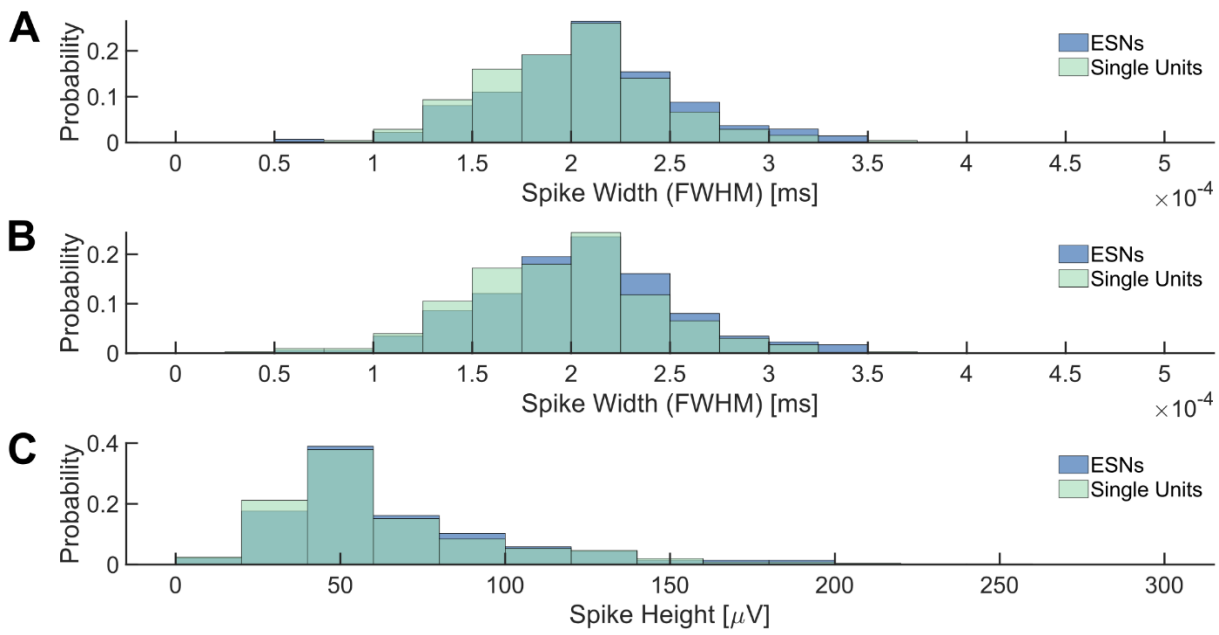 A
Probability
0.2
0.1
0
ESNs
Single Units
0 0.5 1 1.5 2 2.5 3 3.5 4 4.5 5
Spike Width (FWHM) [ms]
×10⁻⁴
B
Probability
0.2
0.1
0
ESNs
Single Units
0 0.5 1 1.5 2 2.5 3 3.5 4 4.5 5
Spike Width (FWHM) [ms]
×10⁻⁴
C
Probability
0.4
0.2
0
ESNs
Single Units
0 50 100 150 200 250 300
Spike Height [μV]